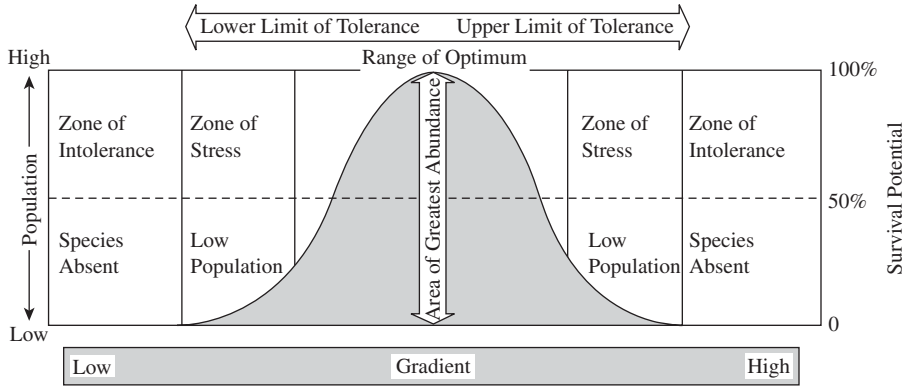 Lower Limit of Tolerance Upper Limit of Tolerance
Range of Optimum
High
100%
Zone of
Intolerance
Zone of
Stress
Zone of
Stress
Zone of
Intolerance
Population
Area of Greatest Abundance
50%
Survival Potential
Species
Absent
Low
Population
Low
Population
Species
Absent
Low
0
Low Gradient High